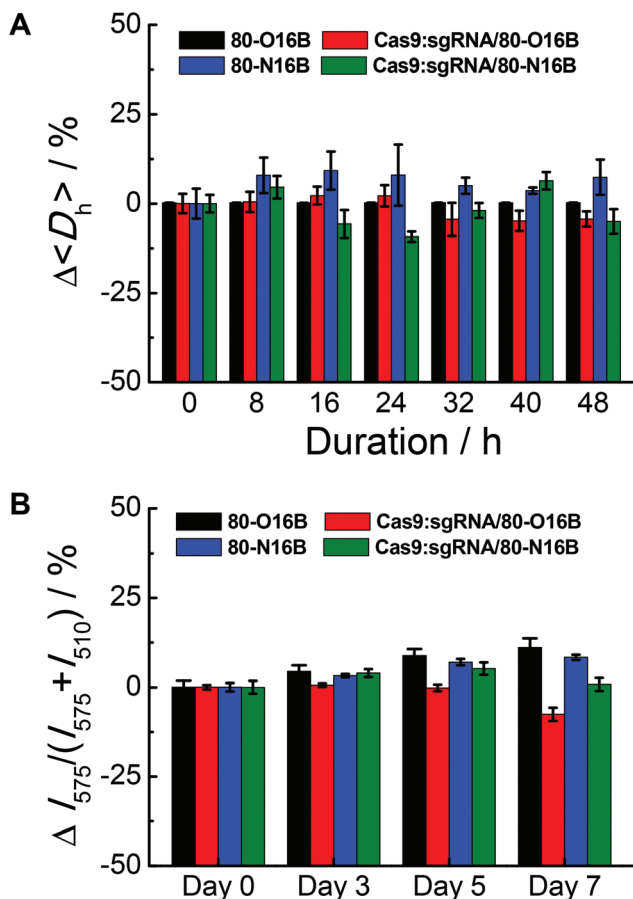 A
80-O16B Cas9:sgRNA/80-O16B
80-N16B Cas9:sgRNA/80-N16B
50
25
0
-25
-50
Δ<Dh> / %
0 8 16 24 32 40 48
Duration / h
B
80-O16B Cas9:sgRNA/80-O16B
80-N16B Cas9:sgRNA/80-N16B
50
25
0
-25
-50
Δ I575/(I575+I510) / %
Day 0 Day 3 Day 5 Day 7